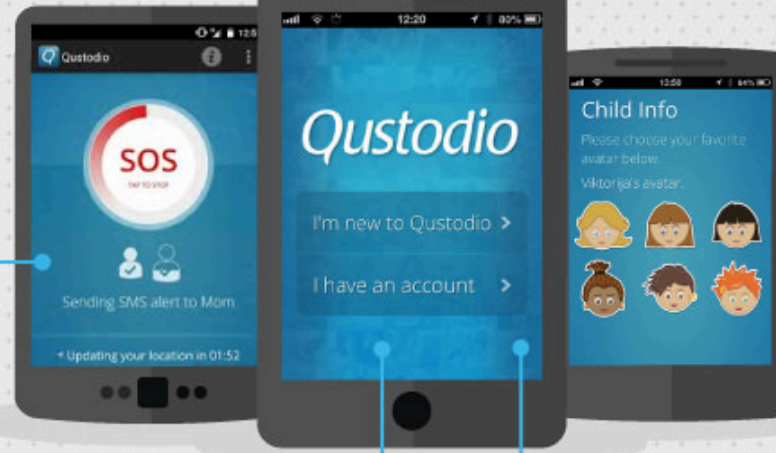 12:5
Qustodio
SOS
TAP TO STOP
Sending SMS alert to Mom
Updating your location in 01:52
12:20
80%
Qustodio
I'm new to Qustodio >
I have an account >
13:58
84%
Child Info
Please choose your favorite
avatar below.
Viktorija's avatar.